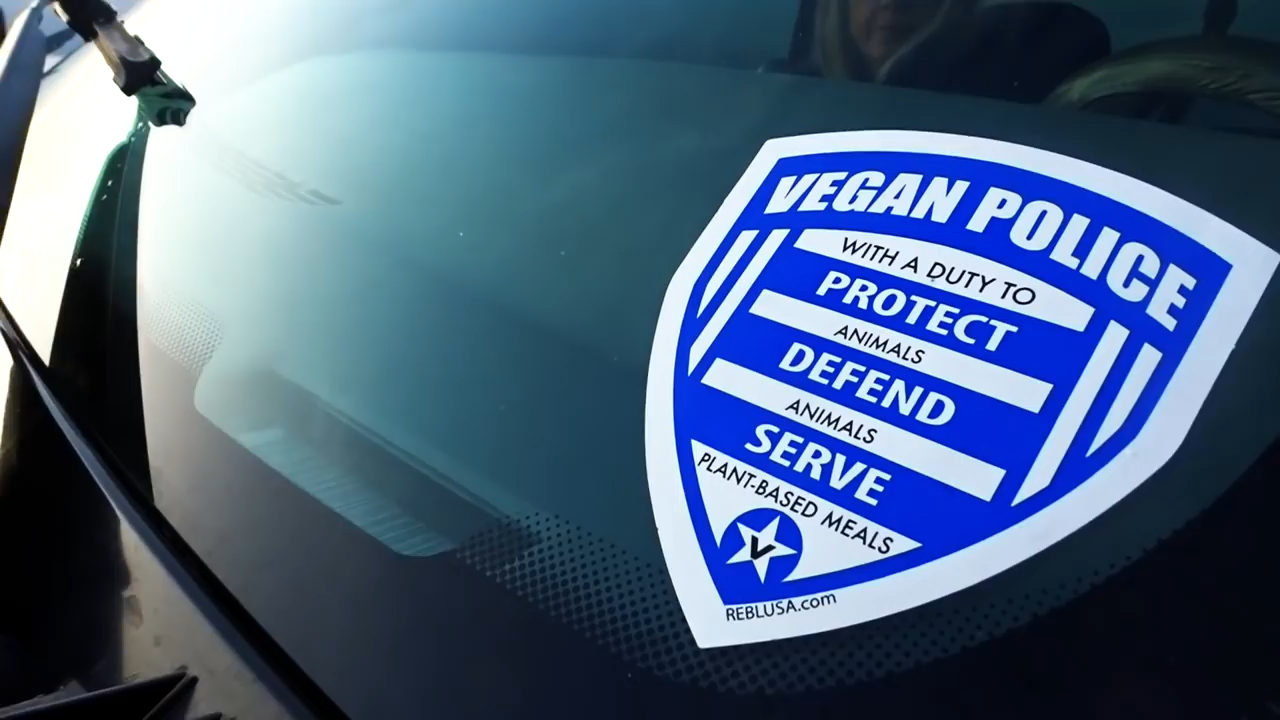 VEGAN POLICE
WITH A DUTY TO
PROTECT
ANIMALS
DEFEND
ANIMALS
SERVE
PLANT-BASED MEALS
V
REBLUSA.com